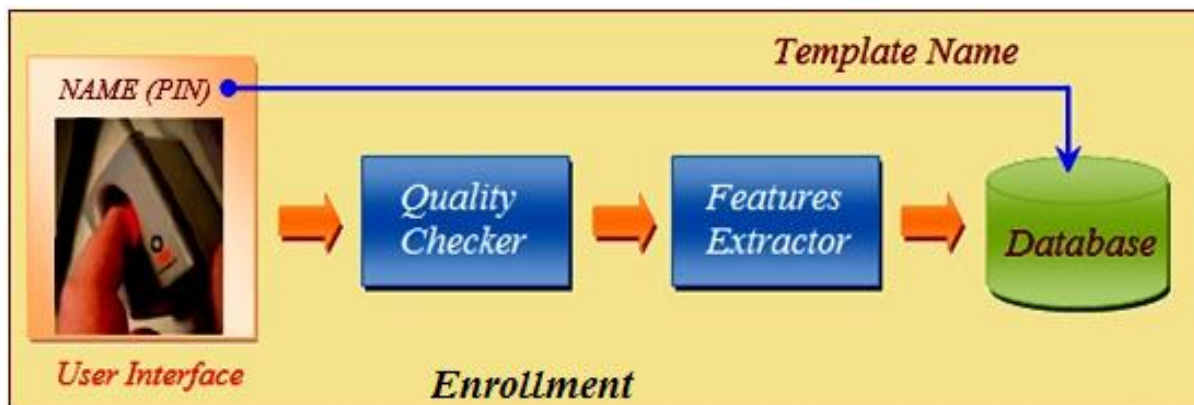 Template Name
NAME (PIN)
Quality
Checker
Features
Extractor
Database
User Interface
Enrollment